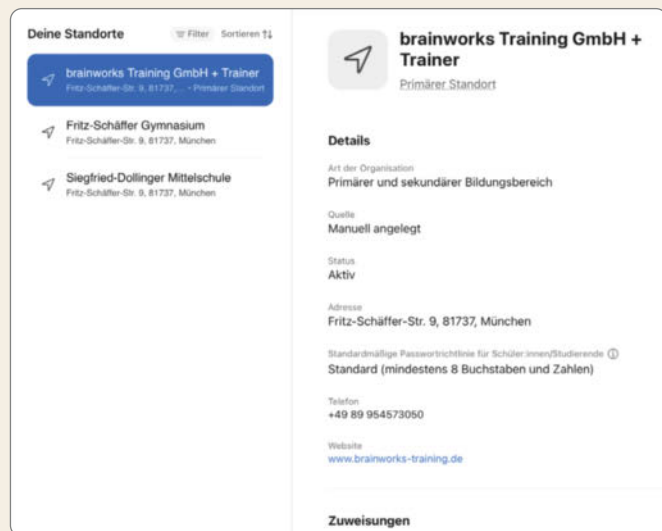 Deine Standorte
Filter
Sortieren
brainworks Training GmbH + Trainer
Fritz-Schäffer-Str. 9, 81737,... • Primärer Standort
Fritz-Schäffer Gymnasium
Fritz-Schäffer-Str. 9, 81737, München
Siegfried-Dollinger Mittelschule
Fritz-Schäffer-Str. 9, 81737, München
brainworks Training GmbH +
Trainer
Primärer Standort
Details
Art der Organisation
Primärer und sekundärer Bildungsbereich
Quelle
Manuell angelegt
Status
Aktiv
Adresse
Fritz-Schäffer-Str. 9, 81737, München
Standardmäßige Passwortrichtlinie für Schüler:innen/Studierende
Standard (mindestens 8 Buchstaben und Zahlen)
Telefon
+49 89 954573050
Website
www.brainworks-training.de
Zuweisungen